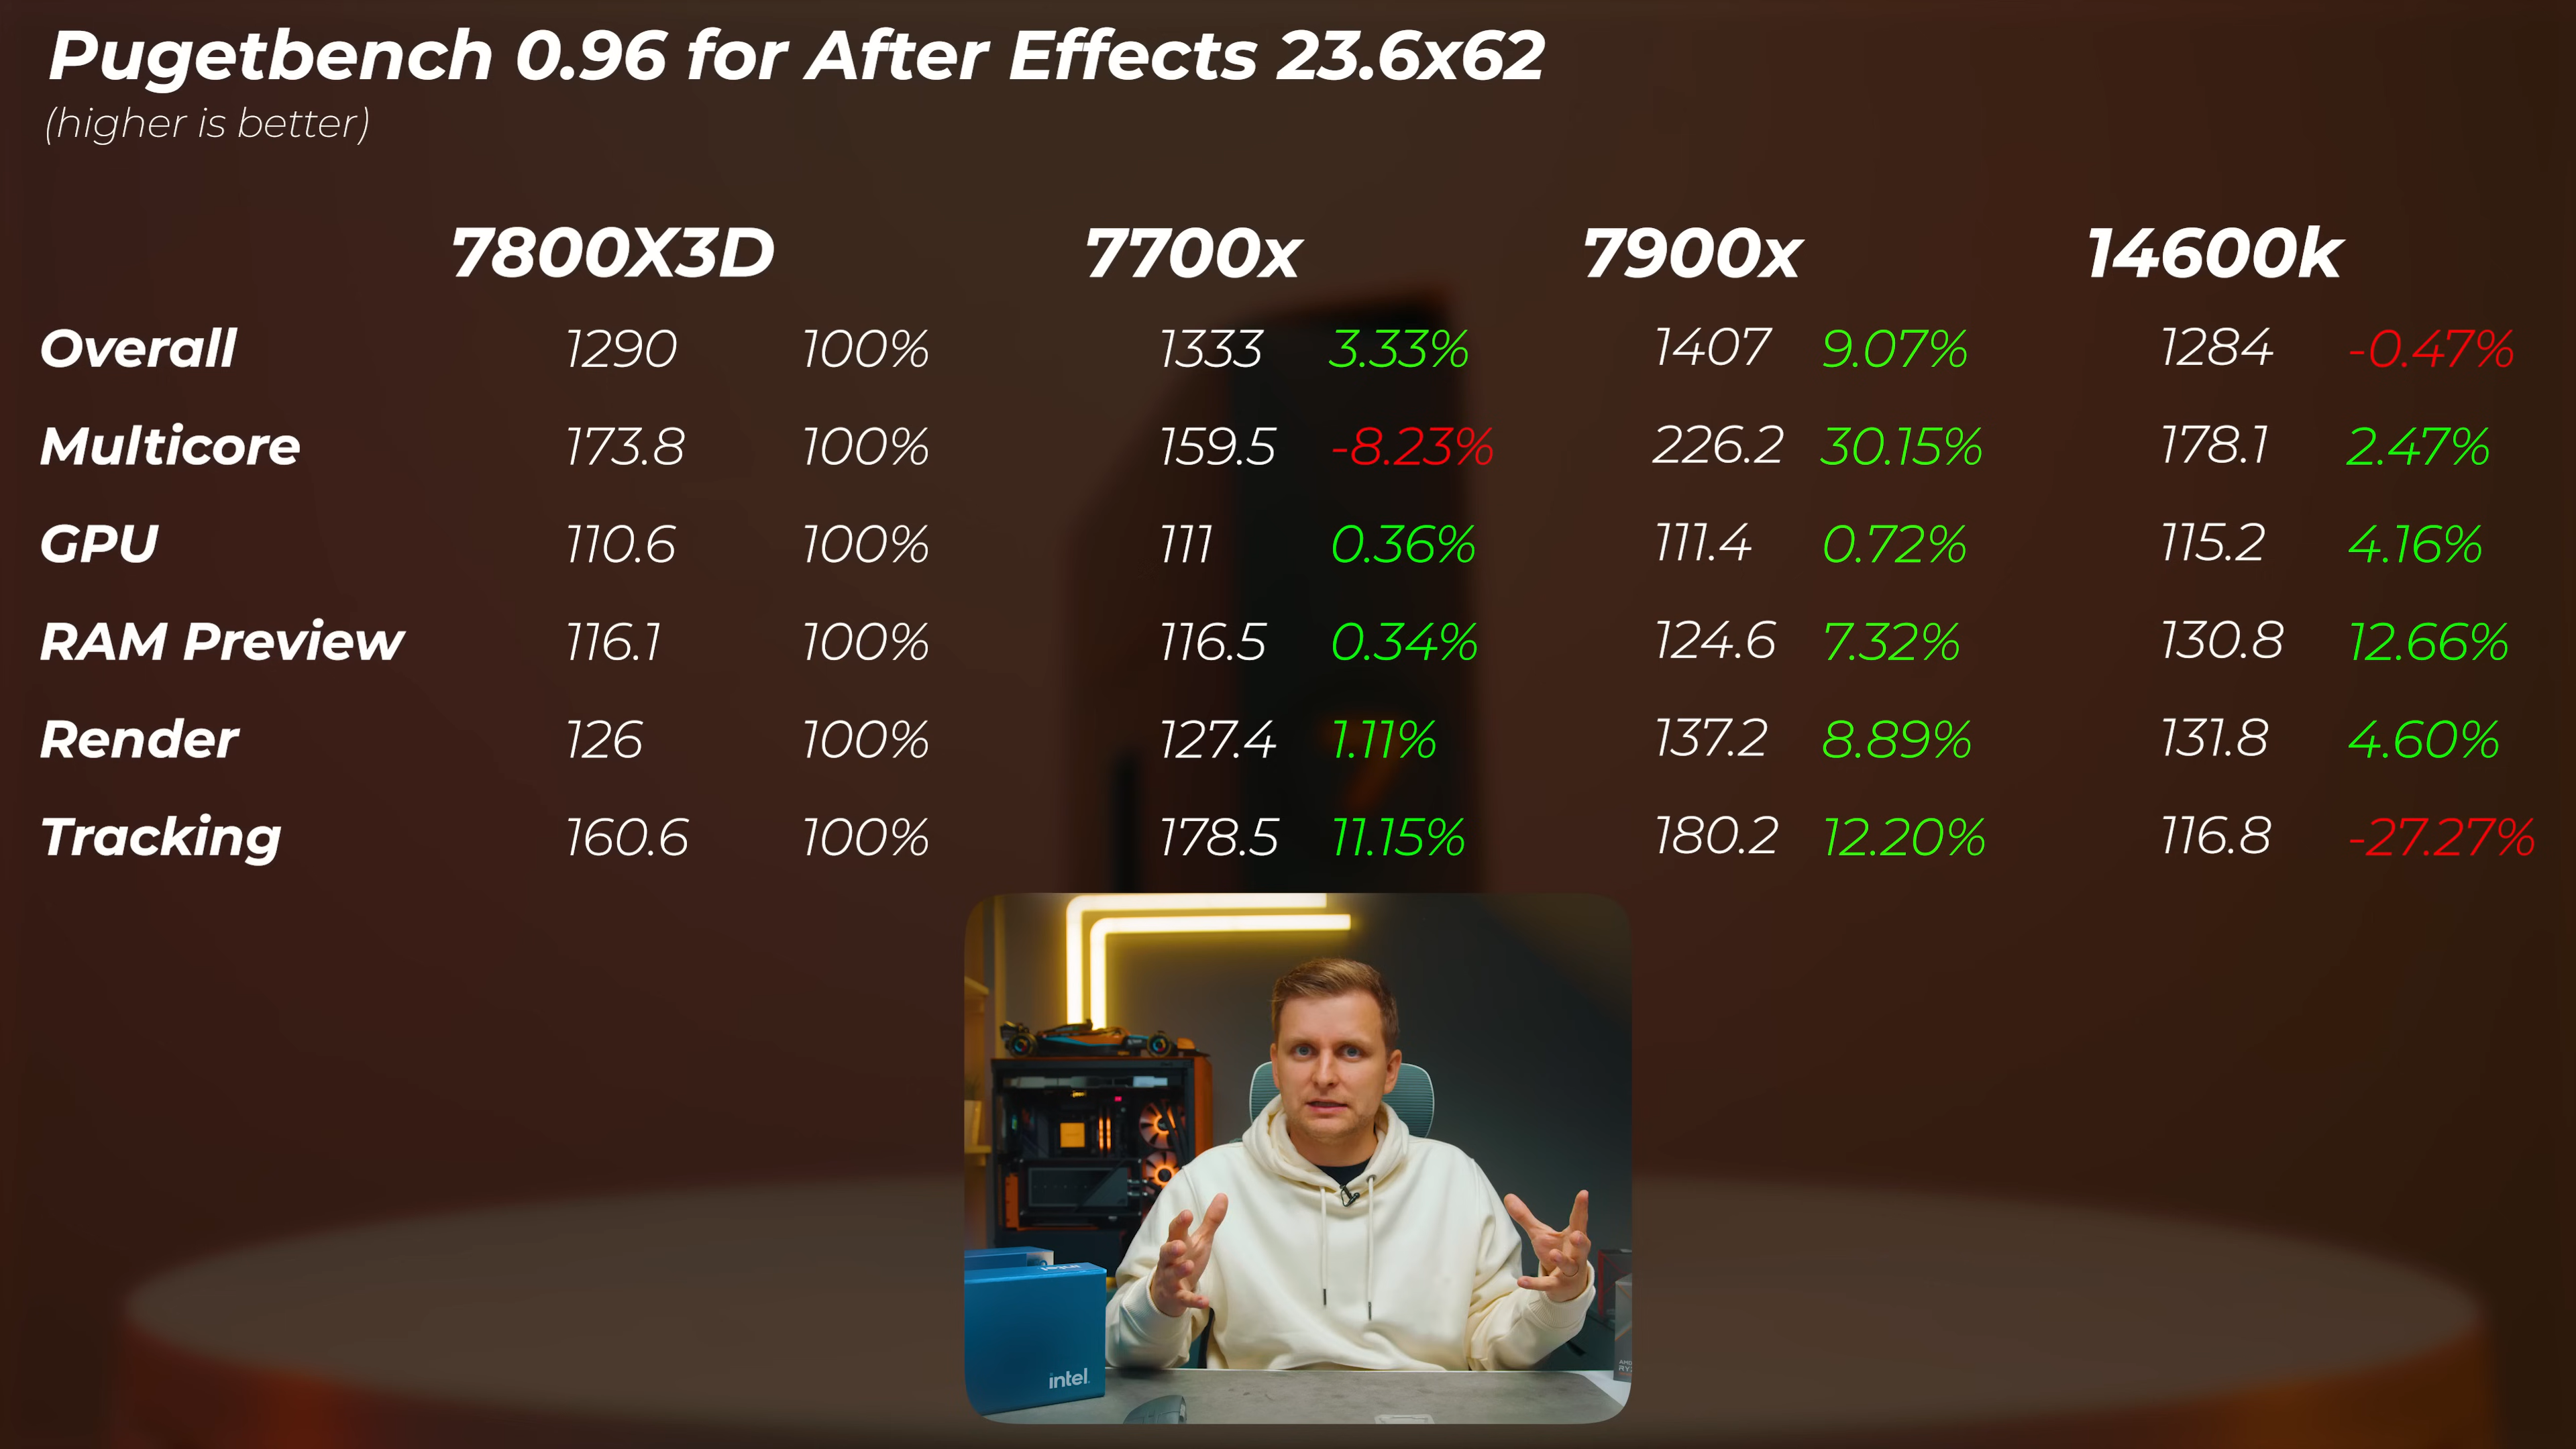 Pugetbench 0.96 for After Effects 23.6x62
(higher is better)
7800X3D 7700x 7900x 14600k
Overall 1290 100% 1333 3.33% 1407 9.07% 1284 -0.47%
Multicore 173.8 100% 159.5 -8.23% 226.2 30.15% 178.1 2.47%
GPU 110.6 100% 111 0.36% 111.4 0.72% 115.2 4.16%
RAM Preview 116.1 100% 116.5 0.34% 124.6 7.32% 130.8 12.66%
Render 126 100% 127.4 1.11% 137.2 8.89% 131.8 4.60%
Tracking 160.6 100% 178.5 11.15% 180.2 12.20% 116.8 -27.27%
intel
intel